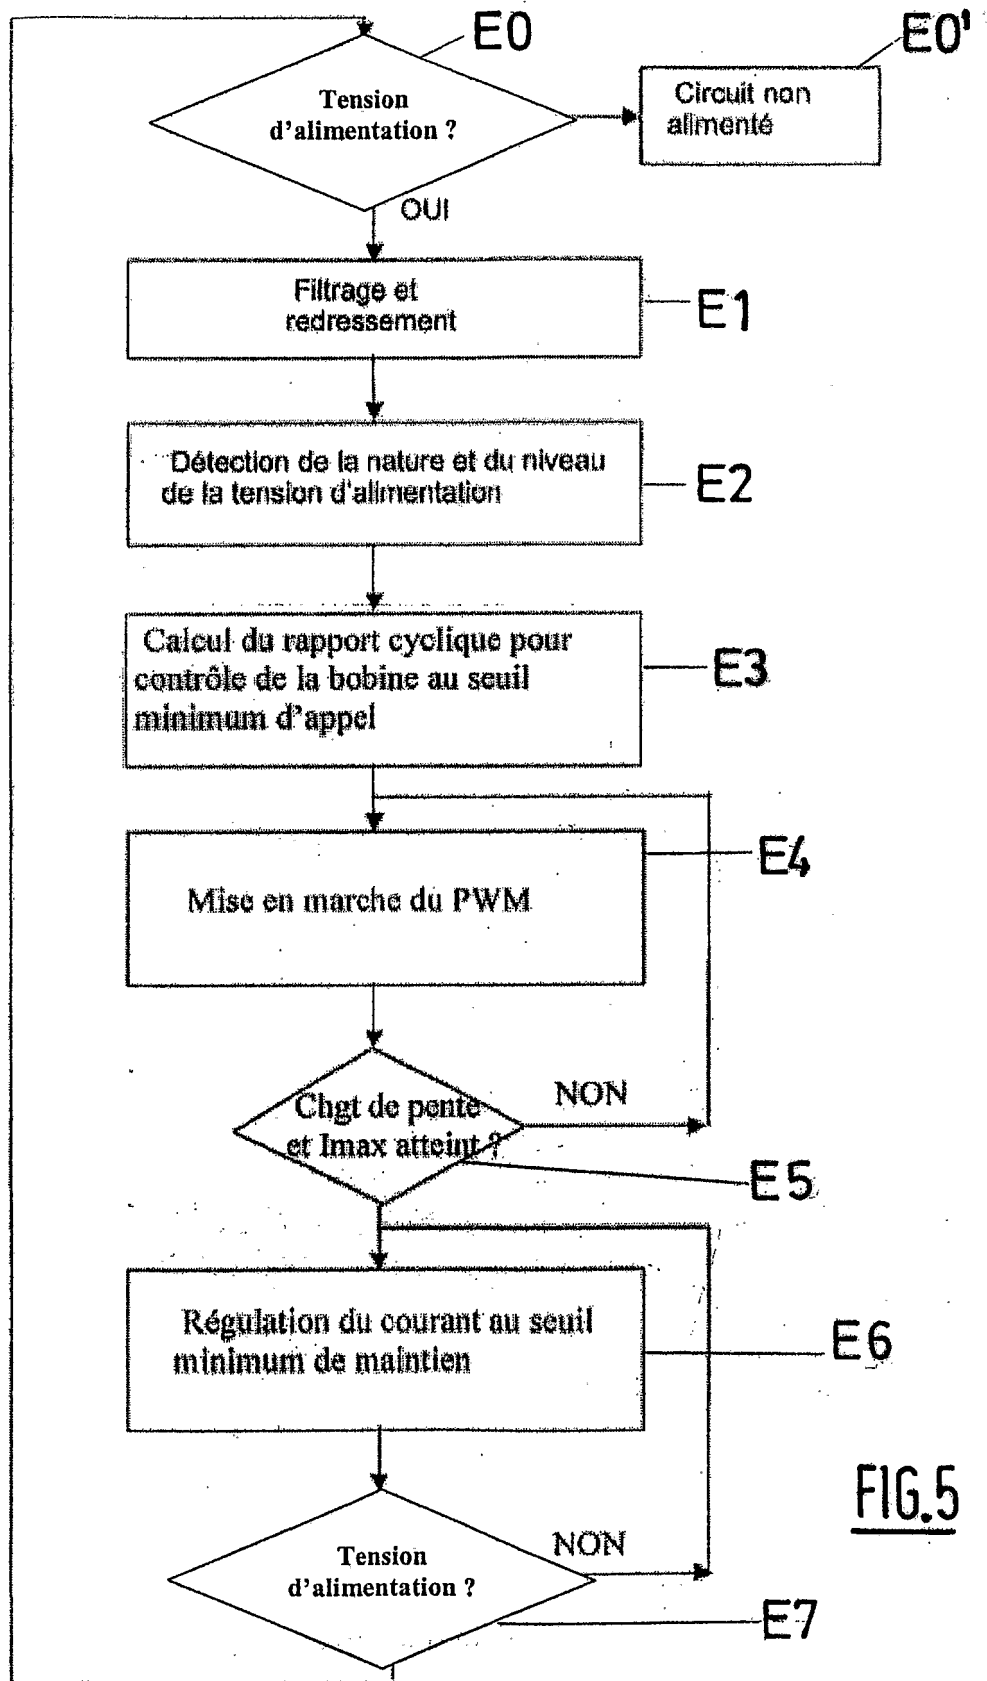 E0
E0'
Tension
d'alimentation ?
Circuit non
alimenté
OUI
Filtrage et
redressement
E1
Détection de la nature et du niveau
de la tension d'alimentation
E2
Calcul du rapport cyclique pour
contrôle de la bobine au seuil
minimum d'appel
E3
Mise en marche du PWM
E4
Chgt de pente
et Imax atteint ?
NON
E5
Régulation du courant au seuil
minimum de maintien
E6
FIG.5
Tension
d'alimentation ?
NON
E7